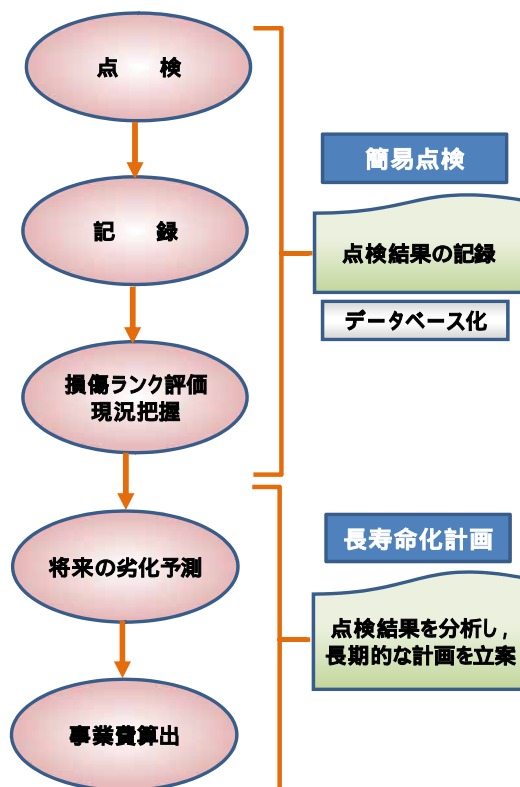 点　検
記　録
損傷ランク評価
現況把握
将来の劣化予測
事業費算出
簡易点検
点検結果の記録
データベース化
長寿命化計画
点検結果を分析し，
長期的な計画を立案